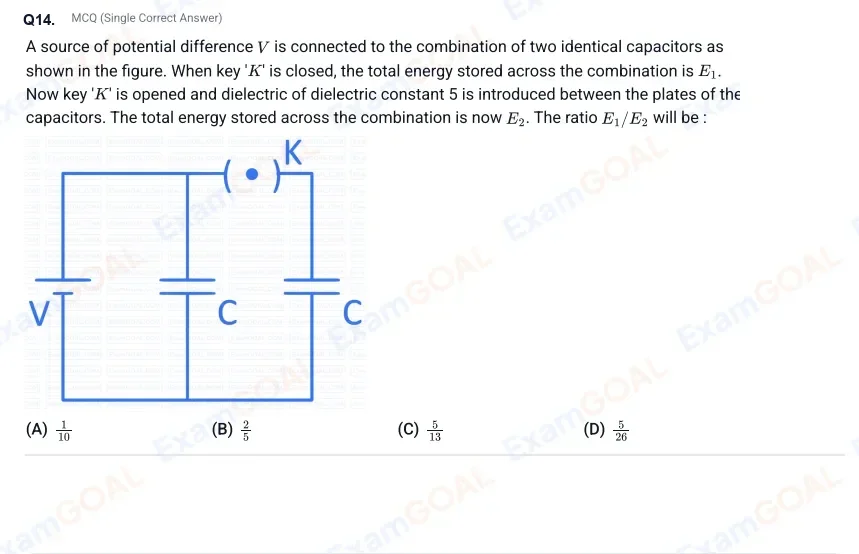 Q14. MCQ (Single Correct Answer)
A source of potential difference V is connected to the combination of two identical capacitors as
shown in the figure. When key 'K' is closed, the total energy stored across the combination is E₁.
Now key 'K' is opened and dielectric of dielectric constant 5 is introduced between the plates of the
capacitors. The total energy stored across the combination is now E₂. The ratio E₁/E₂ will be :
K
V
C
C
(A) 1/10 (B) 2/5 (C) 5/13 (D) 5/26
ExamGOAL